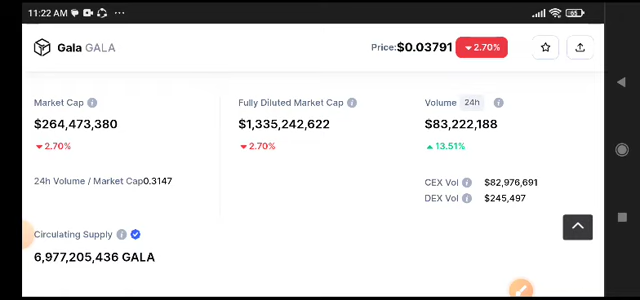 11:22 AM
Gala GALA
Price:$0.03791
2.70%
Market Cap
$264,473,380
2.70%
24h Volume / Market Cap0.3147
Fully Diluted Market Cap
$1,335,242,622
2.70%
Volume 24h
$83,222,188
13.51%
CEX Vol $82,976,691
DEX Vol $245,497
Circulating Supply
6,977,205,436 GALA